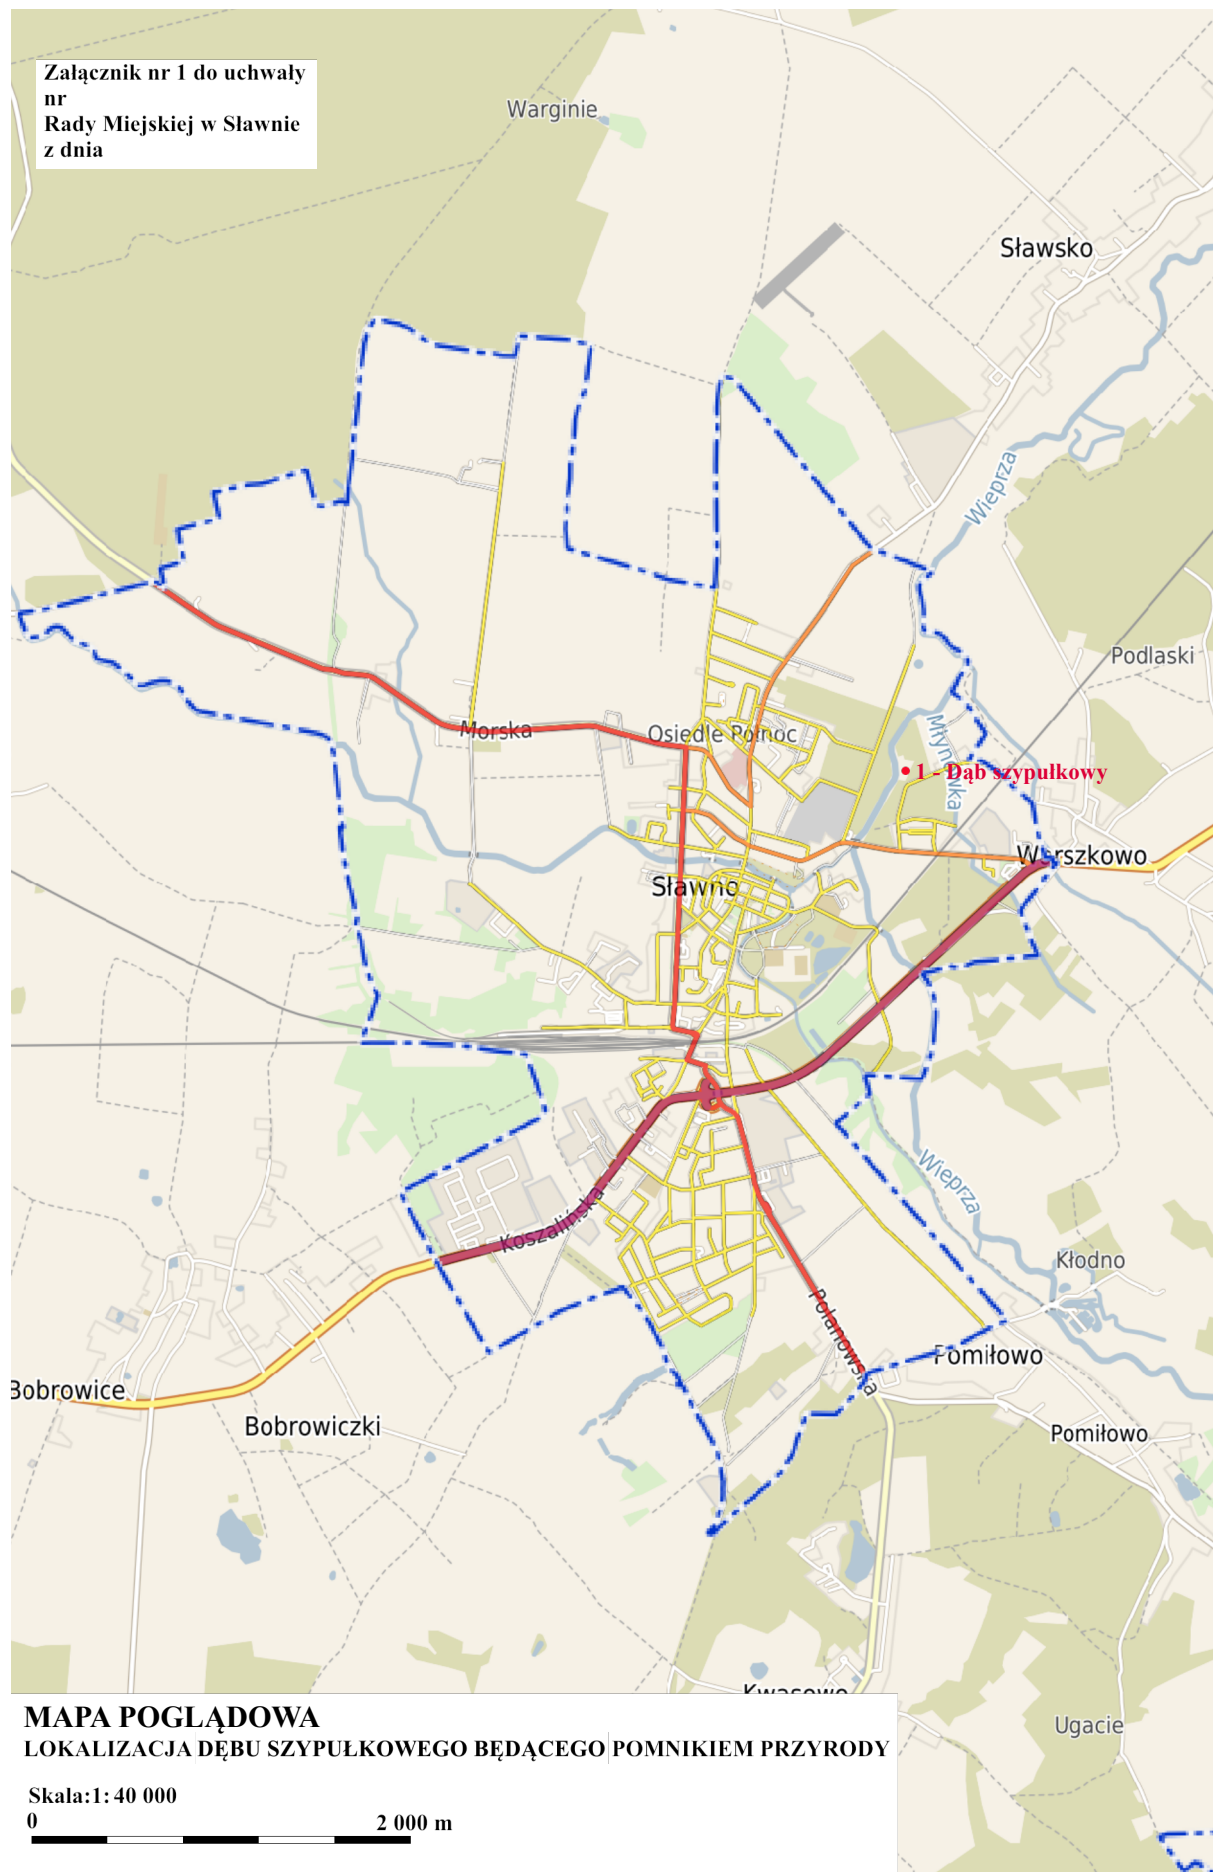 Załącznik nr 1 do uchwały
nr
Rady Miejskiej w Sławnie
z dnia
Warginie
Sławsko
Wieprza
Podlaski
Morska
Osiedle Północ
Młynówka
1 - Dąb szypułkowy
Warszkowo
Sławno
Wieprza
Koszalińska
Kłodno
Polanowska
Pomiłowo
Bobrowice
Bobrowiczki
Pomiłowo
Kwasowo
Ugacie
MAPA POGLĄDOWA
LOKALIZACJA DĘBU SZYPUŁKOWEGO BĘDĄCEGO POMNIKIEM PRZYRODY
Skala:1: 40 000
0 2 000 m